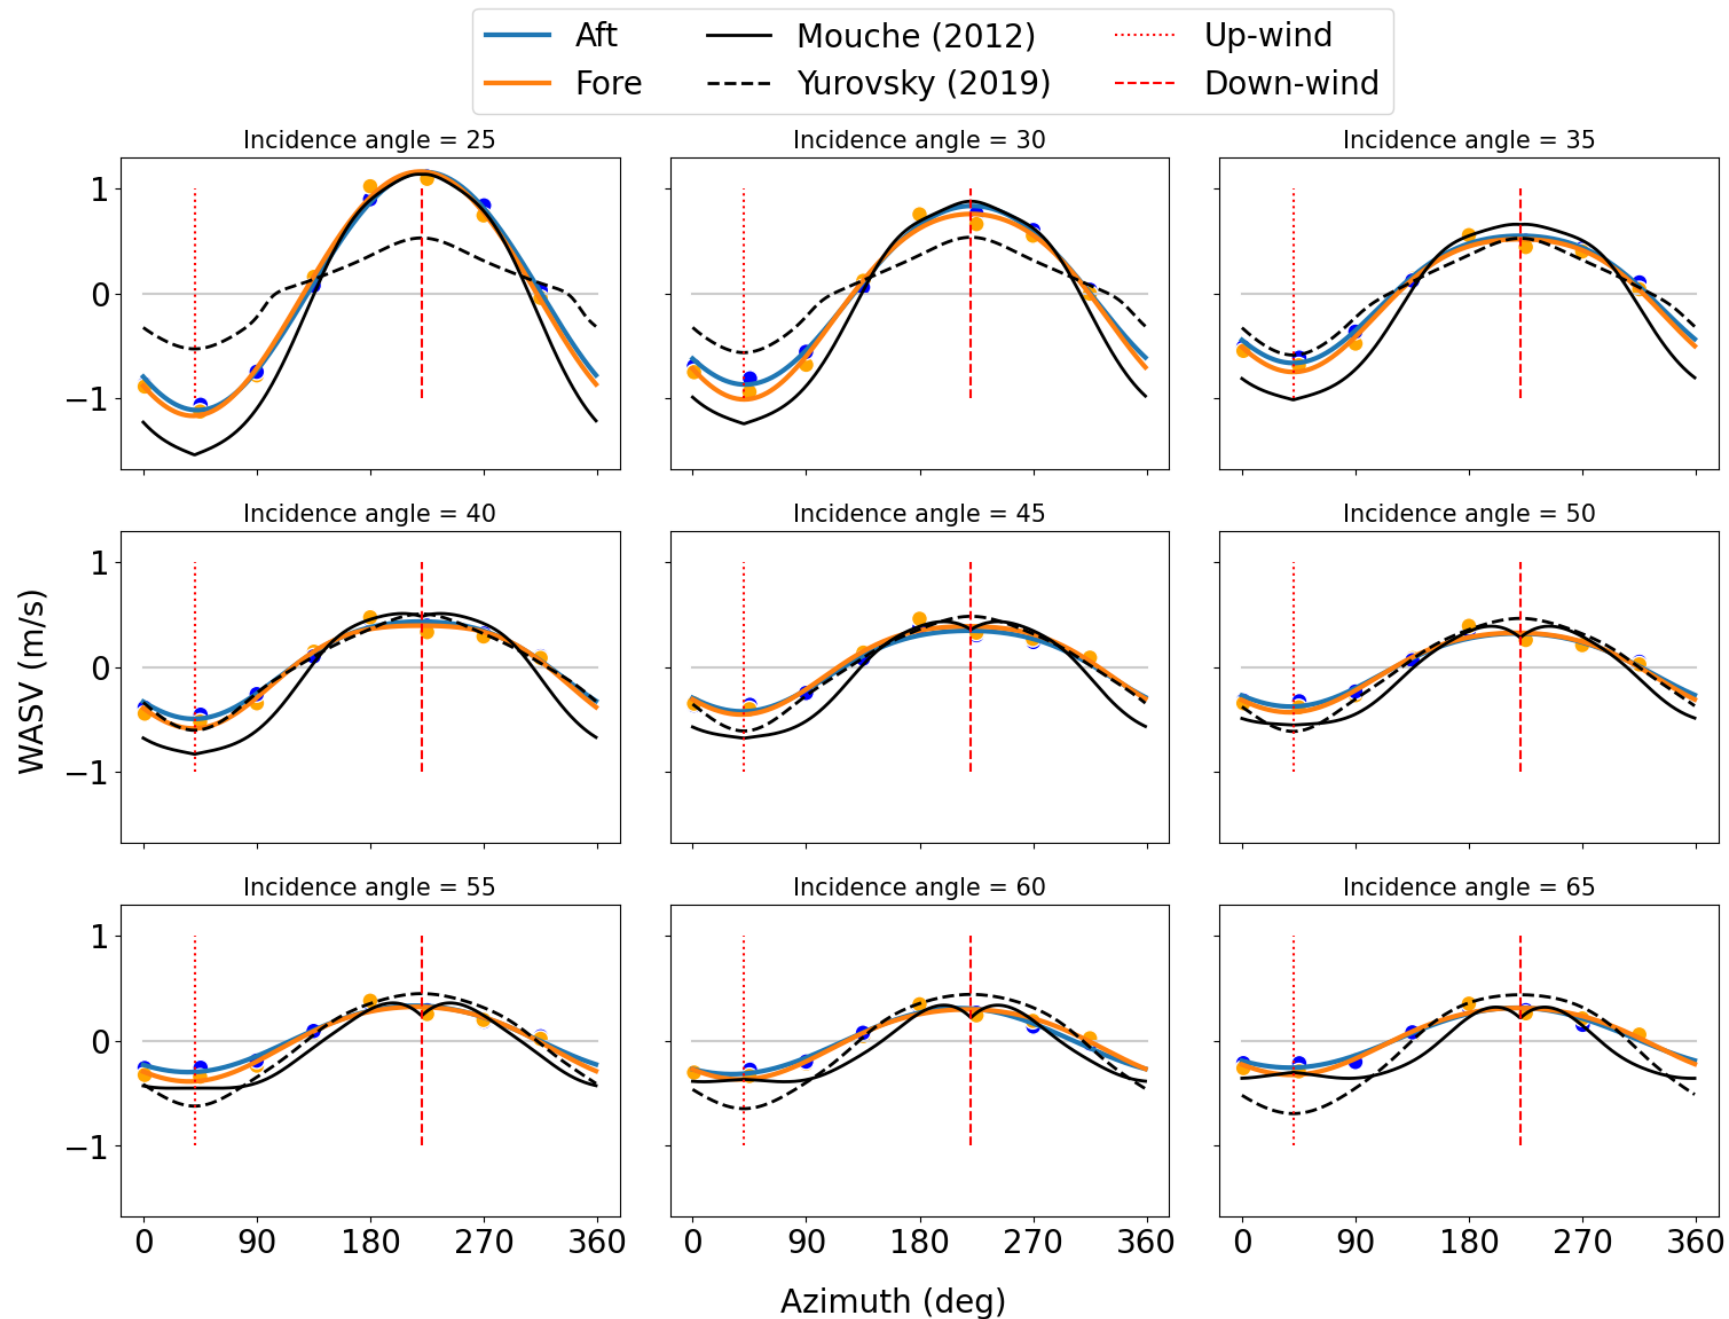 Aft Mouche (2012) Up-wind
Fore Yurovsky (2019) Down-wind
Incidence angle = 25 Incidence angle = 30 Incidence angle = 35
1
0
−1
Incidence angle = 40 Incidence angle = 45 Incidence angle = 50
1
0
−1
WASV (m/s)
Incidence angle = 55 Incidence angle = 60 Incidence angle = 65
1
0
−1
0 90 180 270 360 0 90 180 270 360 0 90 180 270 360
Azimuth (deg)